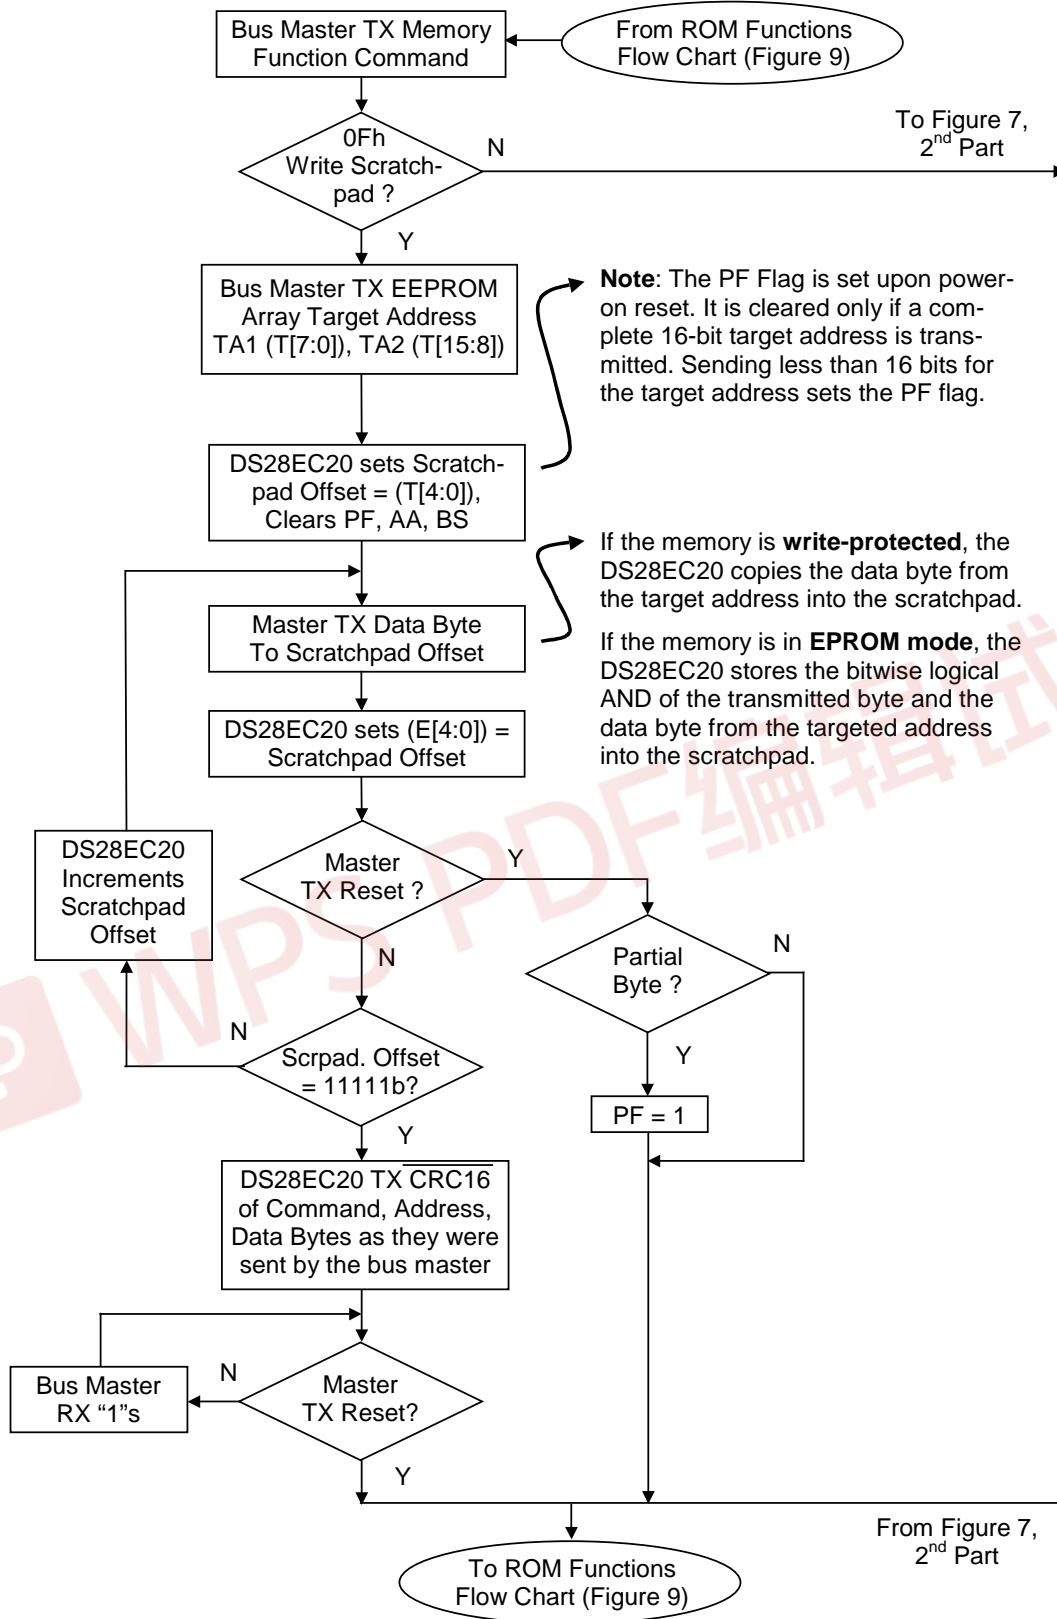 Bus Master TX Memory
Function Command
From ROM Functions
Flow Chart (Figure 9)
To Figure 7,
2nd Part
0Fh
Write Scratch-
pad ?
N
Y
Bus Master TX EEPROM
Array Target Address
TA1 (T[7:0]), TA2 (T[15:8])
Note: The PF Flag is set upon power-
on reset. It is cleared only if a com-
plete 16-bit target address is trans-
mitted. Sending less than 16 bits for
the target address sets the PF flag.
DS28EC20 sets Scratch-
pad Offset = (T[4:0]),
Clears PF, AA, BS
If the memory is write-protected, the
DS28EC20 copies the data byte from
the target address into the scratchpad.
If the memory is in EPROM mode, the
DS28EC20 stores the bitwise logical
AND of the transmitted byte and the
data byte from the targeted address
into the scratchpad.
Master TX Data Byte
To Scratchpad Offset
DS28EC20 sets (E[4:0]) =
Scratchpad Offset
DS28EC20
Increments
Scratchpad
Offset
Master
TX Reset ?
Y
N
Partial
Byte ?
N
Y
PF = 1
N
Scrpad. Offset
= 11111b?
Y
DS28EC20 TX CRC16
of Command, Address,
Data Bytes as they were
sent by the bus master
Bus Master
RX “1”s
N
Master
TX Reset?
Y
From Figure 7,
2nd Part
To ROM Functions
Flow Chart (Figure 9)
WPS PDF编辑试